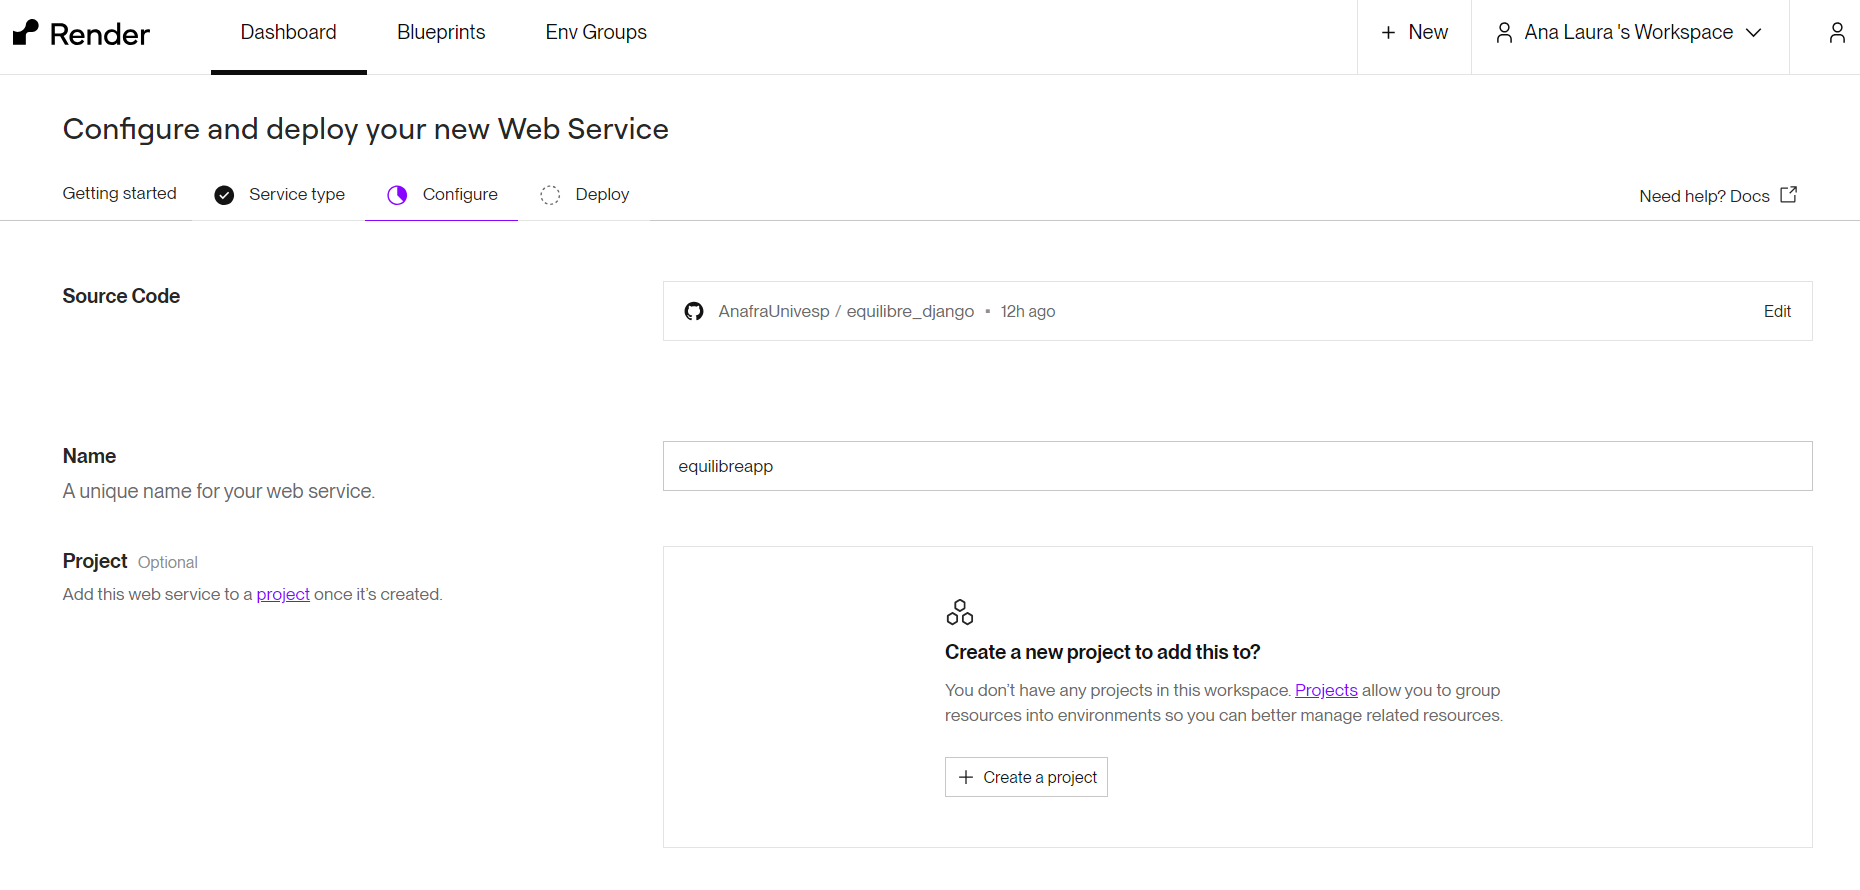 Render
Dashboard
Blueprints
Env Groups
+ New
Ana Laura 's Workspace
Configure and deploy your new Web Service
Getting started
Service type
Configure
Deploy
Need help? Docs
Source Code
AnafraUnivesp / equilibre_django ▪ 12h ago
Edit
Name
A unique name for your web service.
equilibreapp
Project Optional
Add this web service to a project once it's created.
Create a new project to add this to?
You don't have any projects in this workspace. Projects allow you to group
resources into environments so you can better manage related resources.
+ Create a project